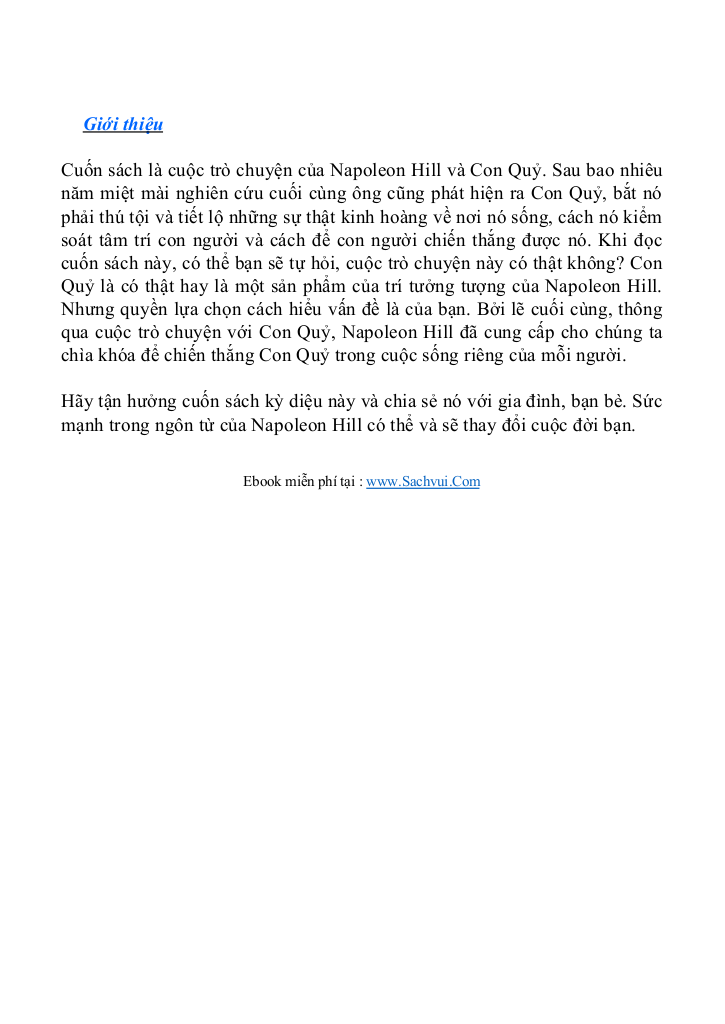 Giới thiệu
Cuốn sách là cuộc trò chuyện của Napoleon Hill và Con Quỷ. Sau bao nhiêu
năm miệt mài nghiên cứu cuối cùng ông cũng phát hiện ra Con Quỷ, bắt nó
phải thú tội và tiết lộ những sự thật kinh hoàng về nơi nó sống, cách nó kiểm
soát tâm trí con người và cách để con người chiến thắng được nó. Khi đọc
cuốn sách này, có thể bạn sẽ tự hỏi, cuộc trò chuyện này có thật không? Con
Quỷ là có thật hay là một sản phẩm của trí tưởng tượng của Napoleon Hill.
Nhưng quyền lựa chọn cách hiểu vấn đề là của bạn. Bởi lẽ cuối cùng, thông
qua cuộc trò chuyện với Con Quỷ, Napoleon Hill đã cung cấp cho chúng ta
chìa khóa để chiến thắng Con Quỷ trong cuộc sống riêng của mỗi người.
Hãy tận hưởng cuốn sách kỳ diệu này và chia sẻ nó với gia đình, bạn bè. Sức
mạnh trong ngôn từ của Napoleon Hill có thể và sẽ thay đổi cuộc đời bạn.
Ebook miễn phí tại : www.Sachvui.Com